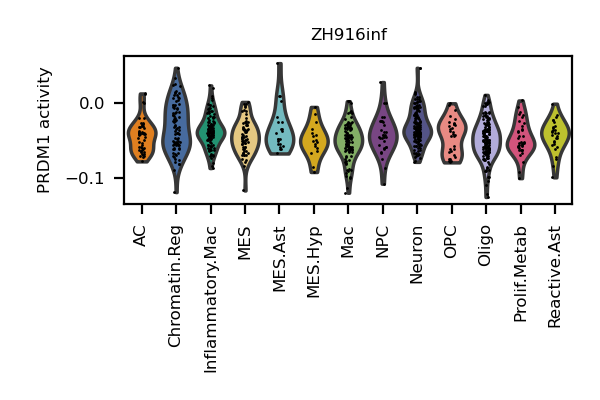 ZH916inf
PRDM1 activity
0.0
−0.1
AC
Chromatin.Reg
Inflammatory.Mac
MES
MES.Ast
MES.Hyp
Mac
NPC
Neuron
OPC
Oligo
Prolif.Metab
Reactive.Ast